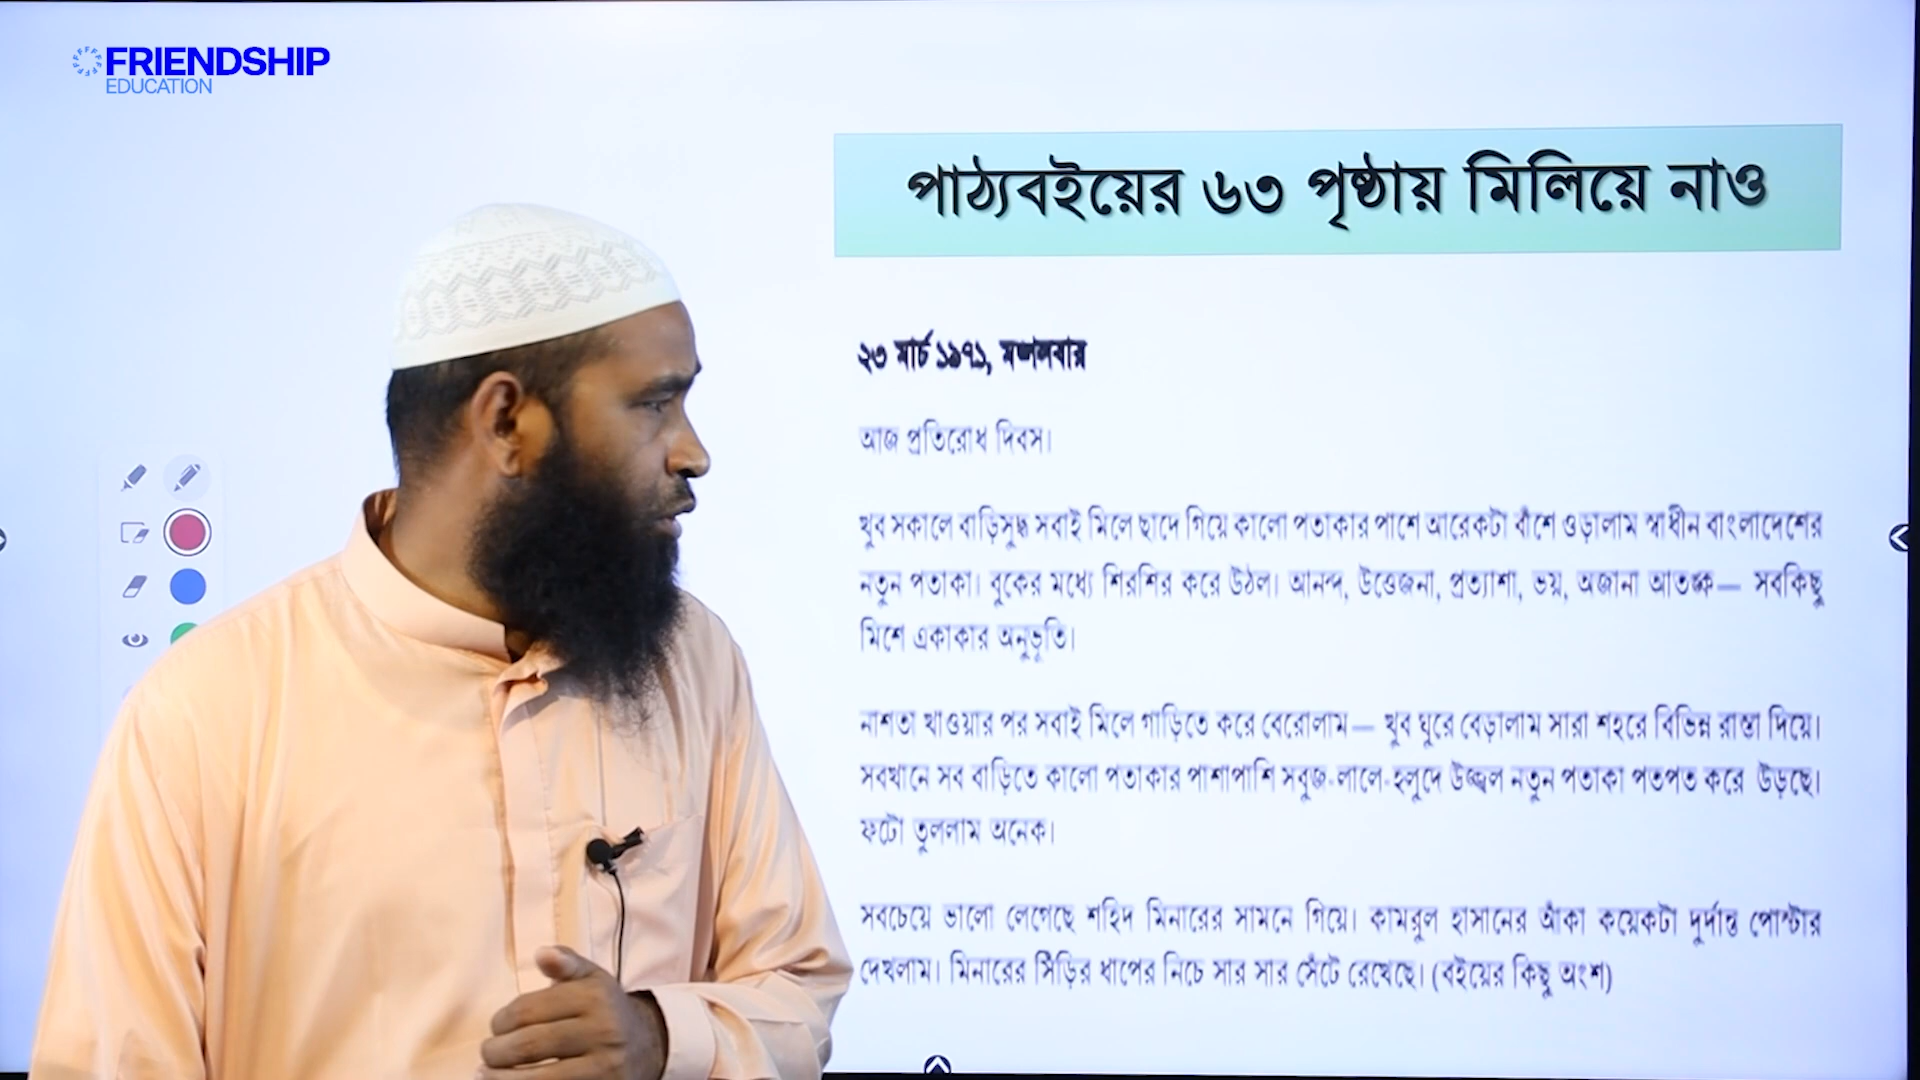 FRIENDSHIP
EDUCATION
পাঠ্যবইয়ের ৬৩ পৃষ্ঠায় মিলিয়ে নাও
২৩ মার্চ ১৯৭১, মঙ্গলবার
আজ প্রতিরোধ দিবস।
খুব সকালে বাড়িসুদ্ধ সবাই মিলে ছাদে গিয়ে কালো পতাকার পাশে আরেকটা বাঁশে ওড়ালাম স্বাধীন বাংলাদেশের
নতুন পতাকা। বুকের মধ্যে শিরশির করে উঠল। আনন্দ, উত্তেজনা, প্রত্যাশা, ভয়, অজানা আতঙ্ক— সবকিছু
মিশে একাকার অনুভূতি।
নাশতা খাওয়ার পর সবাই মিলে গাড়িতে করে বেরোলাম— খুব ঘুরে বেড়ালাম সারা শহরে বিভিন্ন রাস্তা দিয়ে।
সবখানে সব বাড়িতে কালো পতাকার পাশাপাশি সবুজ-লালে-হলুদে উজ্জ্বল নতুন পতাকা পতপত করে উড়ছে।
ফটো তুললাম অনেক।
সবচেয়ে ভালো লেগেছে শহিদ মিনারের সামনে গিয়ে। কামরুল হাসানের আঁকা কয়েকটা দুর্দান্ত পোস্টার
দেখলাম। মিনারের সিঁড়ির ধাপের নিচে সার সার সেঁটে রেখেছে। (বইয়ের কিছু অংশ)